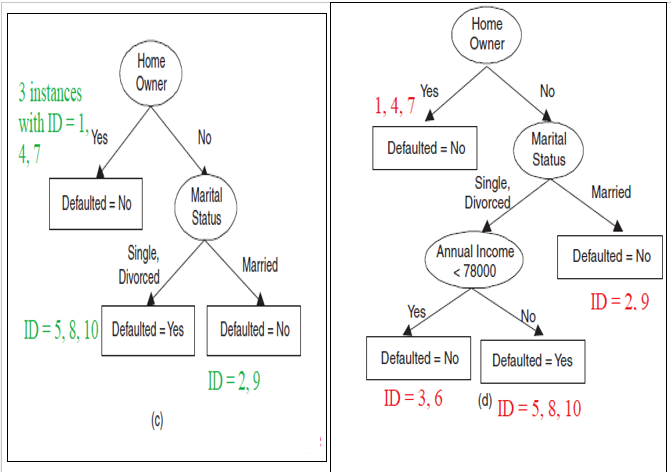 Home
Owner
3 instances
with ID = 1,
4, 7
Yes
No
Defaulted = No
Marital
Status
Single,
Divorced
Married
ID = 5, 8, 10
Defaulted = Yes
Defaulted = No
ID = 2, 9
(c)
Home
Owner
Yes
No
1, 4, 7
Defaulted = No
Marital
Status
Single,
Divorced
Married
Annual Income
< 78000
Defaulted = No
ID = 2, 9
Yes
No
Defaulted = No
Defaulted = Yes
ID = 3, 6
(d)
ID = 5, 8, 10